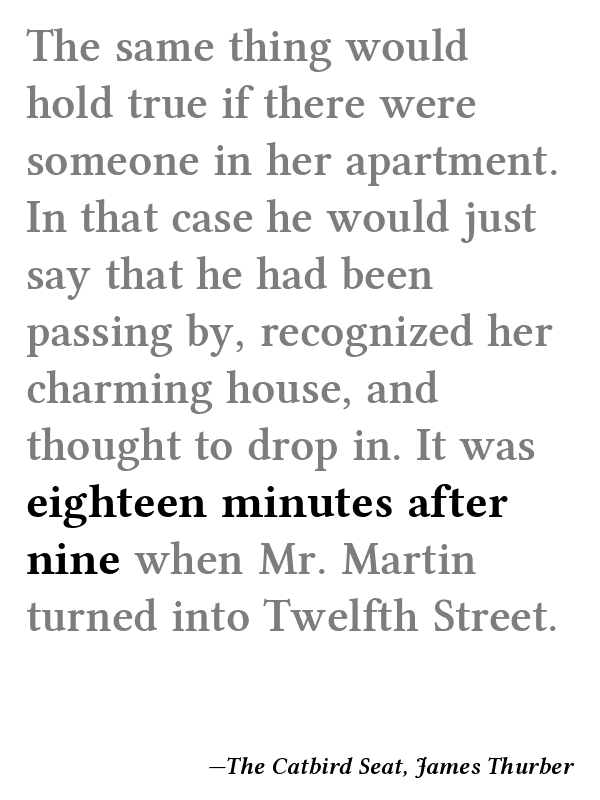 The same thing would
hold true if there were
someone in her apartment.
In that case he would just
say that he had been
passing by, recognized her
charming house, and
thought to drop in. It was
eighteen minutes after
nine when Mr. Martin
turned into Twelfth Street.
—The Catbird Seat, James Thurber